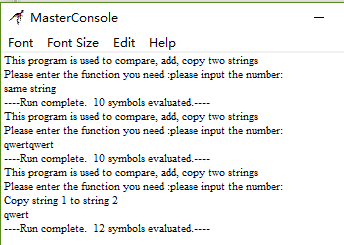 MasterConsole
Font Font Size Edit Help
This program is used to compare, add, copy two strings
Please enter the function you need :please input the number:
same string
----Run complete.  10 symbols evaluated.----
This program is used to compare, add, copy two strings
Please enter the function you need :please input the number:
qwertqwert
----Run complete.  10 symbols evaluated.----
This program is used to compare, add, copy two strings
Please enter the function you need :please input the number:
Copy string 1 to string 2
qwert
----Run complete.  12 symbols evaluated.----